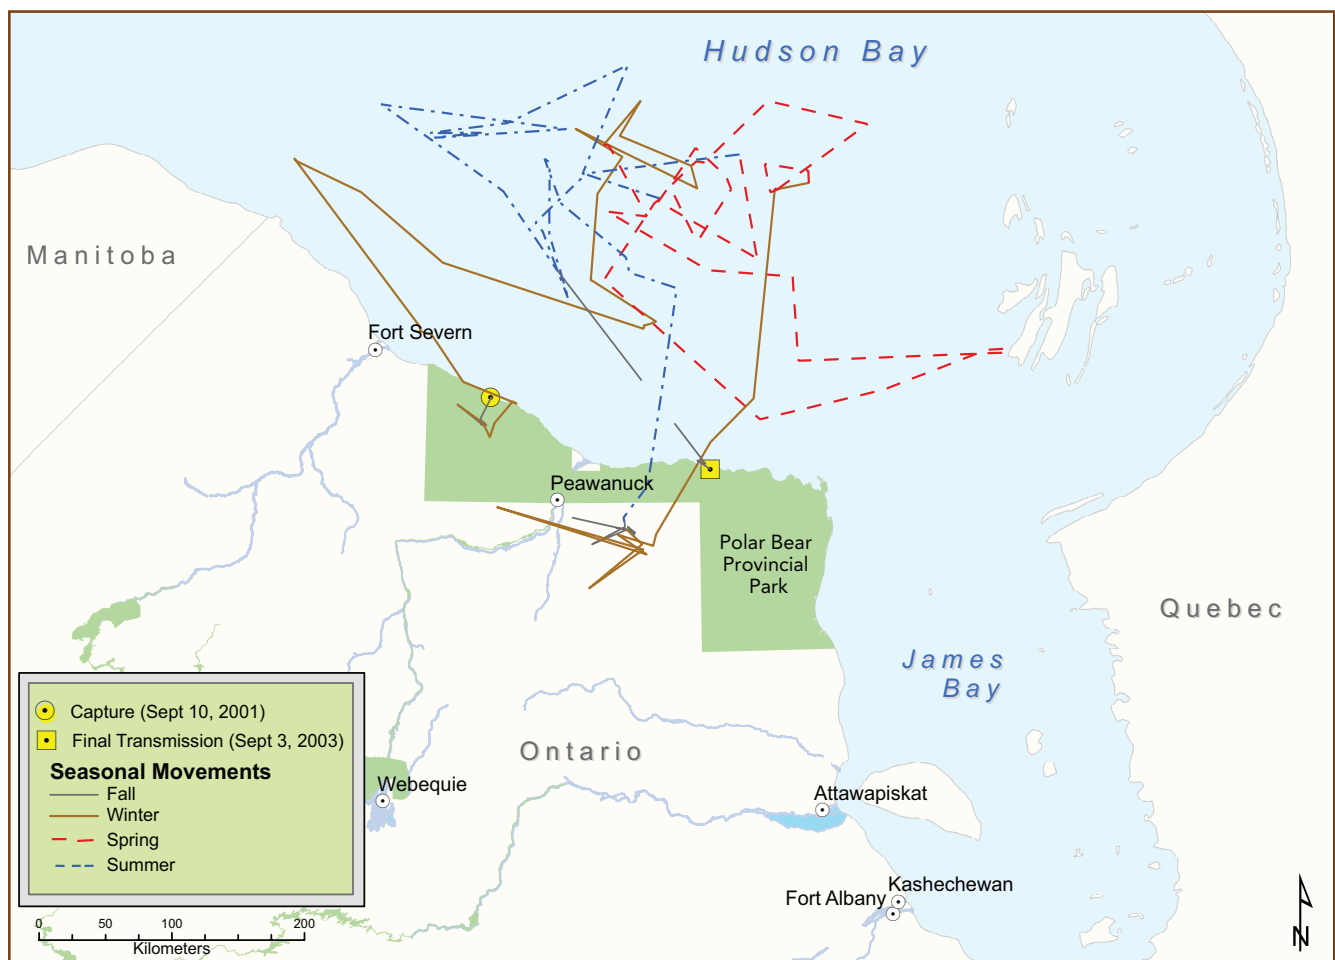 Hudson Bay
Manitoba
Fort Severn
Peawanuck
Polar Bear
Provincial
Park
Quebec
James
Bay
Ontario
Webequie
Attawapiskat
Kashechewan
Fort Albany
Capture (Sept 10, 2001)
Final Transmission (Sept 3, 2003)
Seasonal Movements
Fall
Winter
Spring
Summer
0 50 100 200
Kilometers
N